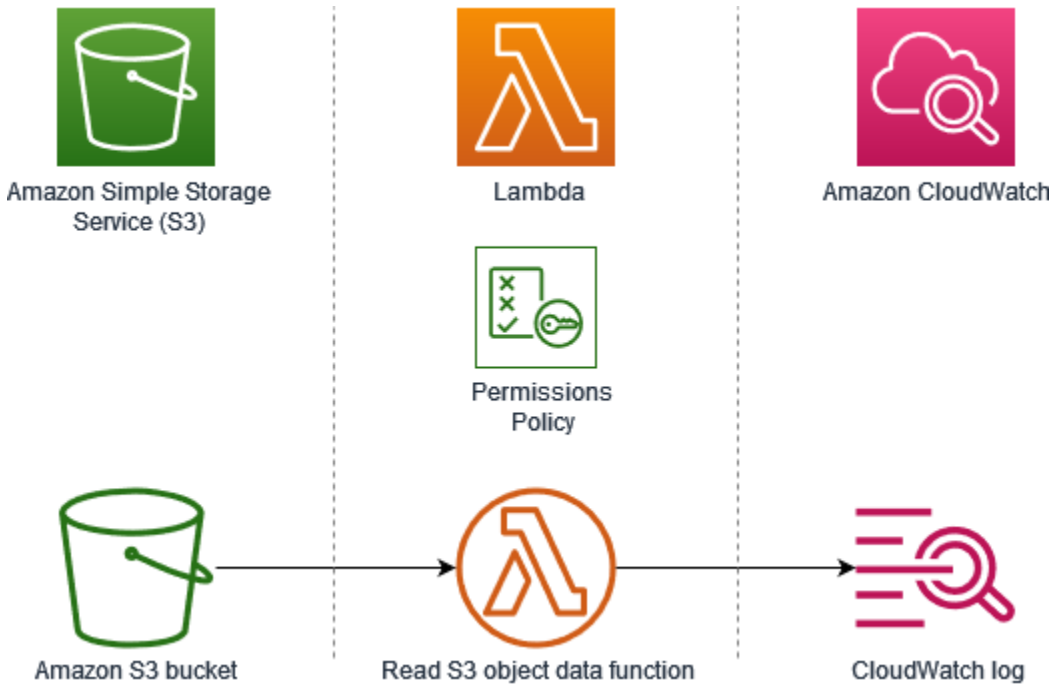 Amazon Simple Storage
Service (S3)
Lambda
Amazon CloudWatch
Permissions
Policy
Amazon S3 bucket
Read S3 object data function
CloudWatch log